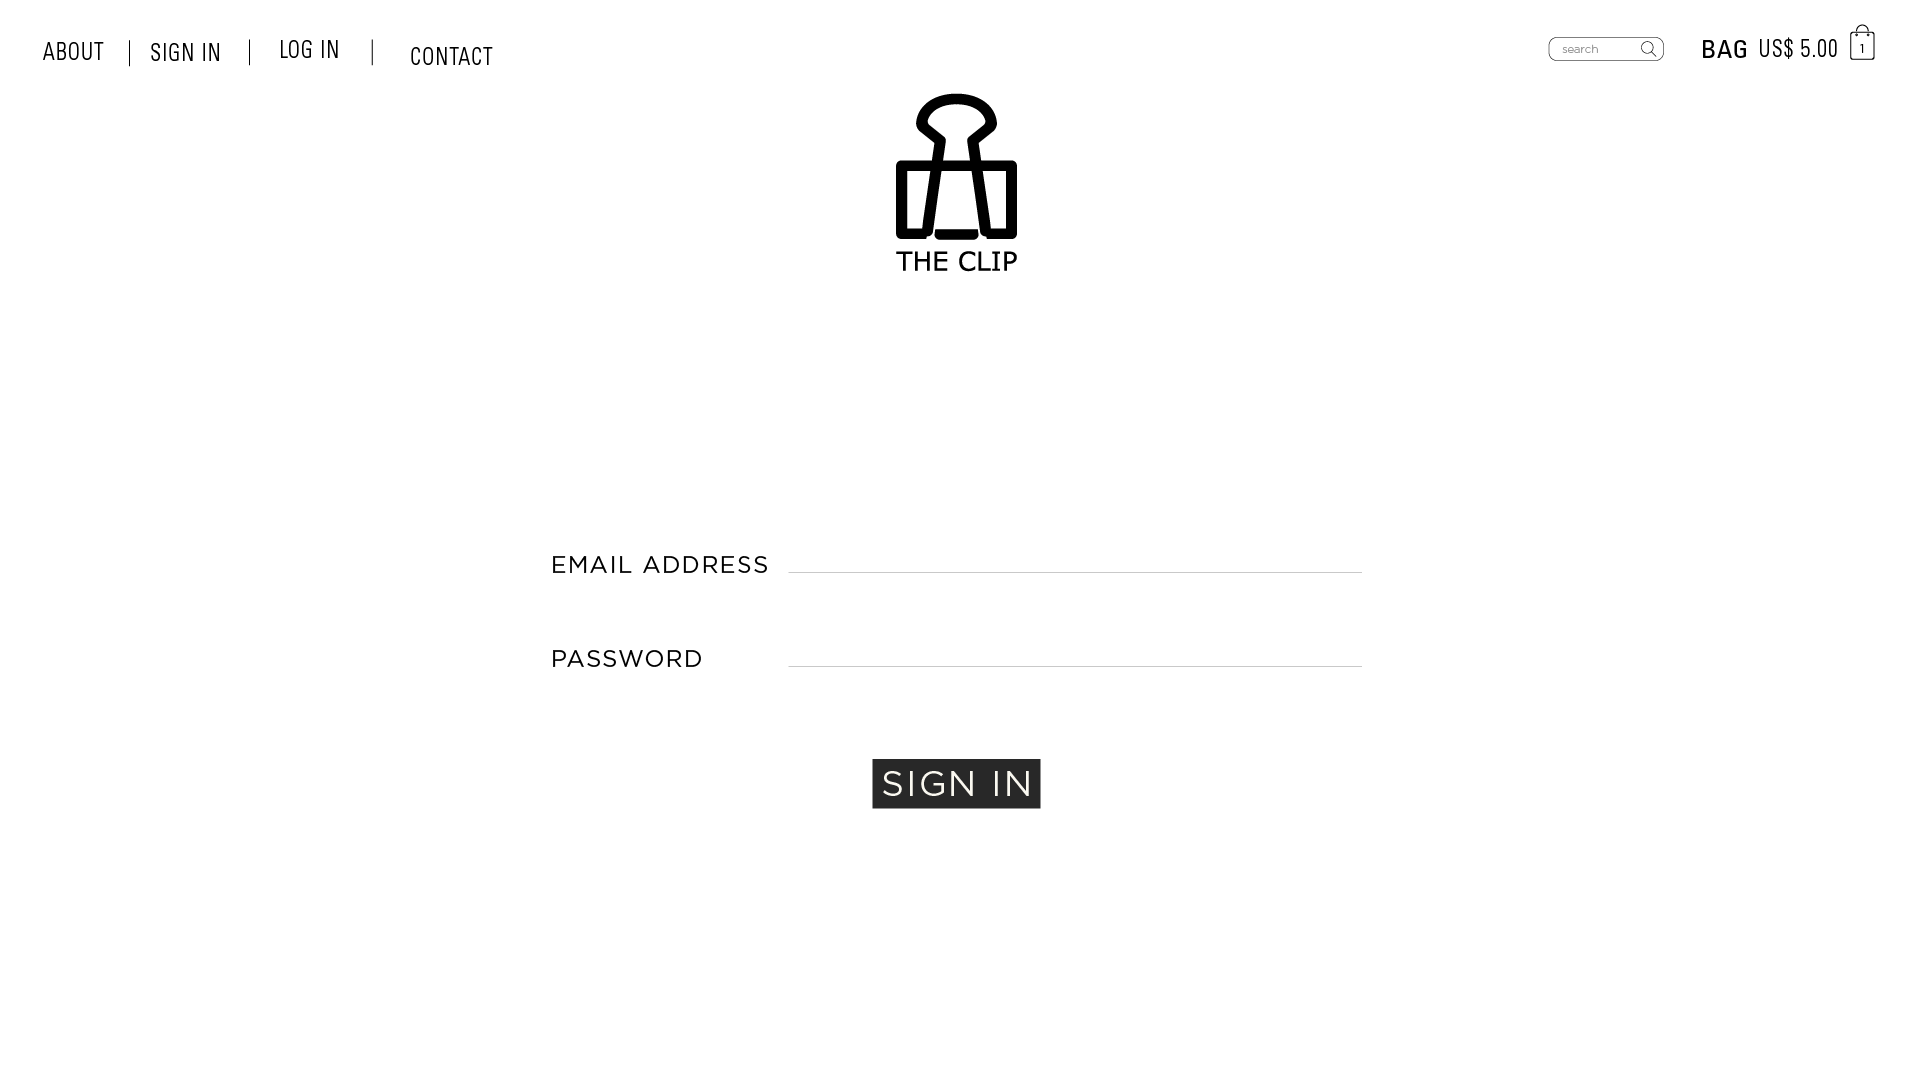 ABOUT | SIGN IN | LOG IN | CONTACT
search
BAG US$ 5.00 1
THE CLIP
EMAIL ADDRESS
PASSWORD
SIGN IN